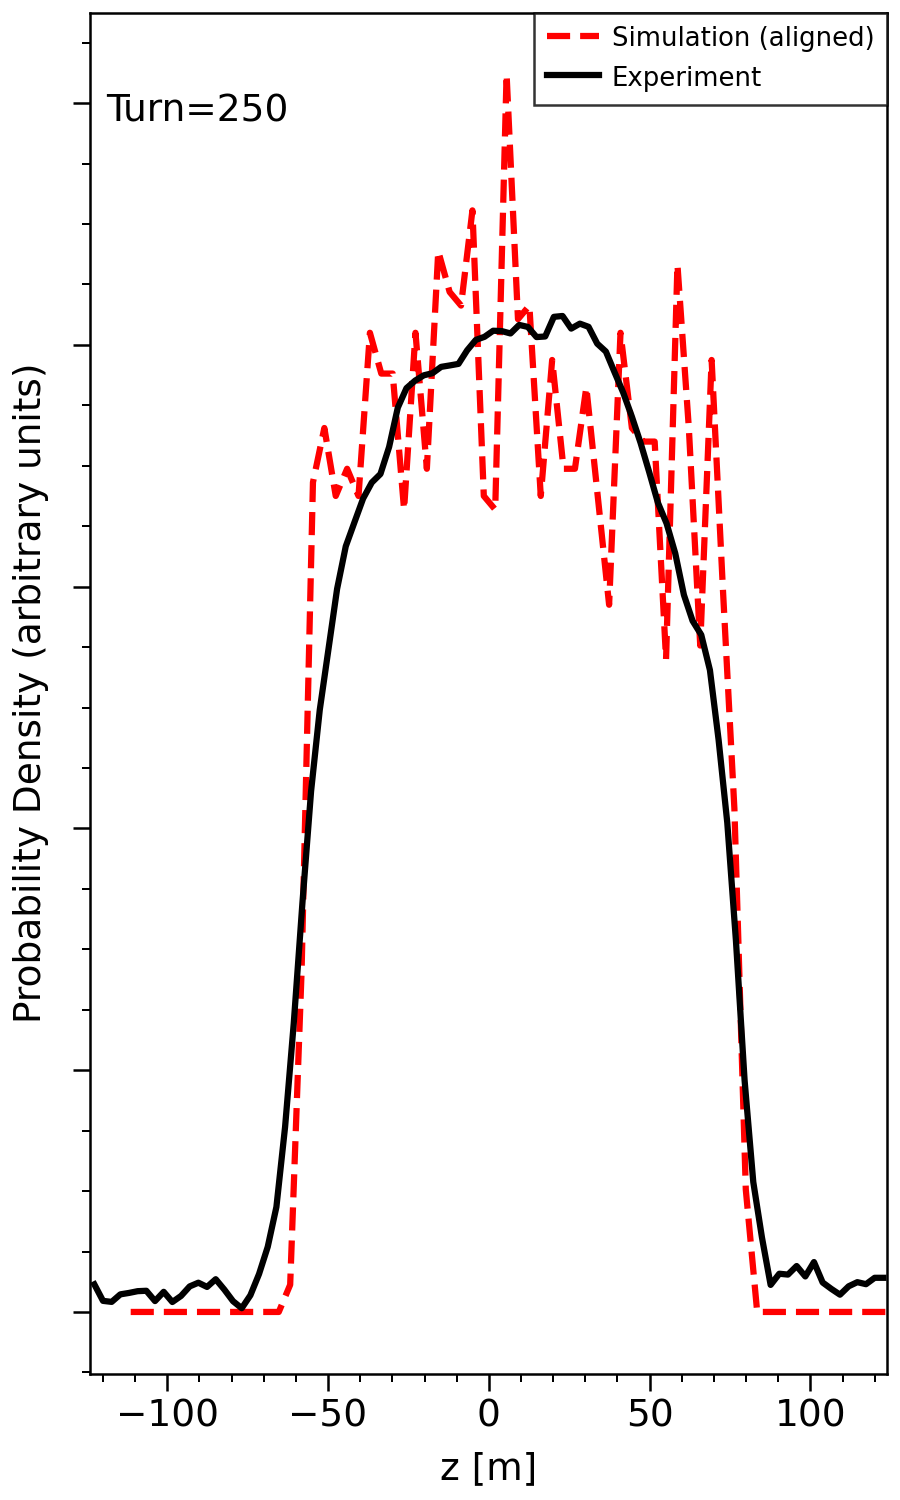 Simulation (aligned)
Experiment
Turn=250
Probability Density (arbitrary units)
−100
−50
0
50
100
z [m]